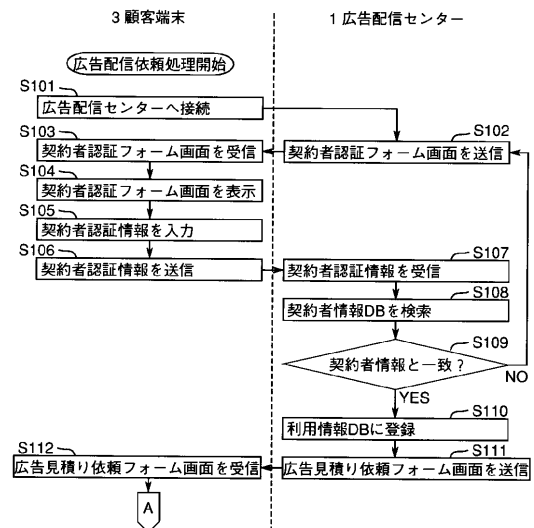 3 顧客端末
1 広告配信センター
広告配信依頼処理開始
S101
広告配信センターへ接続
S103
契約者認証フォーム画面を受信
S102
契約者認証フォーム画面を送信
S104
契約者認証フォーム画面を表示
S105
契約者認証情報を入力
S106
契約者認証情報を送信
S107
契約者認証情報を受信
S108
契約者情報DBを検索
S109
契約者情報と一致?
NO
YES
S110
利用情報DBに登録
S112
広告見積り依頼フォーム画面を受信
S111
広告見積り依頼フォーム画面を送信
A